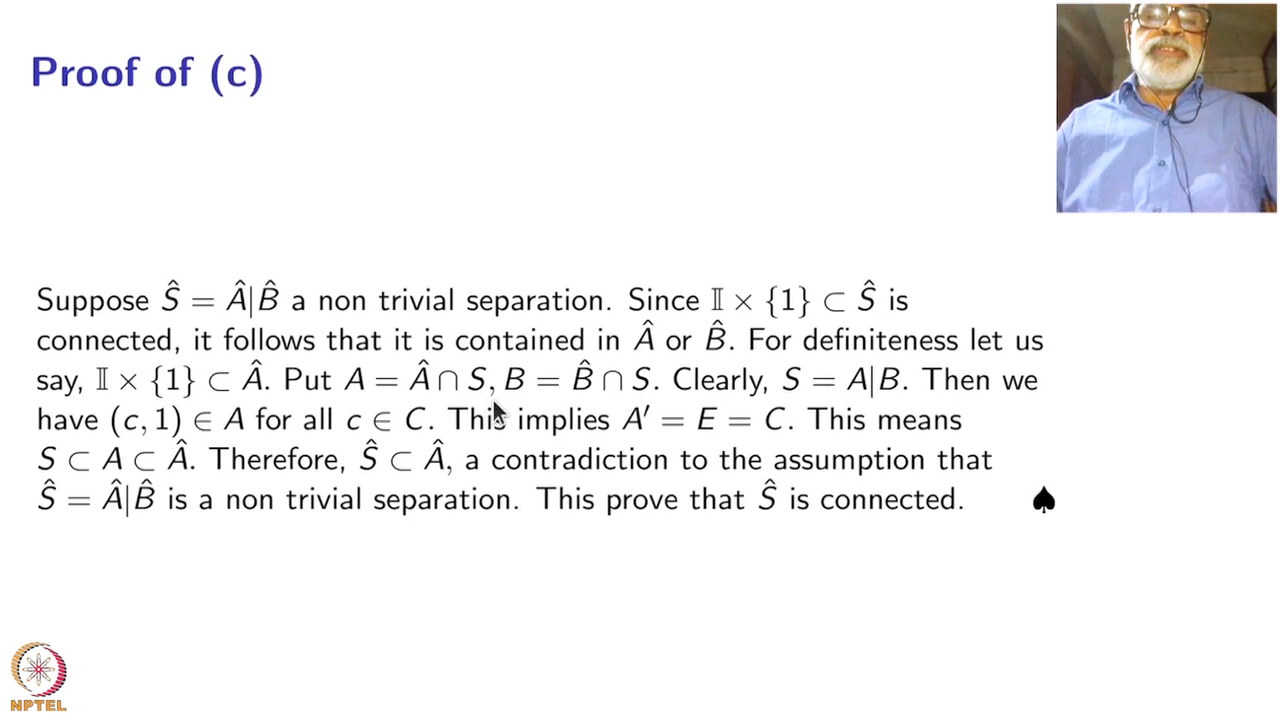 Proof of (c)
Suppose Ŝ = Â|B̂ a non trivial separation. Since 𝕀 × {1} ⊂ Ŝ is
connected, it follows that it is contained in Â or B̂. For definiteness let us
say, 𝕀 × {1} ⊂ Â. Put A = Â ∩ S, B = B̂ ∩ S. Clearly, S = A|B. Then we
have (c, 1) ∈ A for all c ∈ C. This implies A′ = E = C. This means
S ⊂ A ⊂ Â. Therefore, Ŝ ⊂ Â, a contradiction to the assumption that
Ŝ = Â|B̂ is a non trivial separation. This prove that Ŝ is connected. ♠
NPTEL